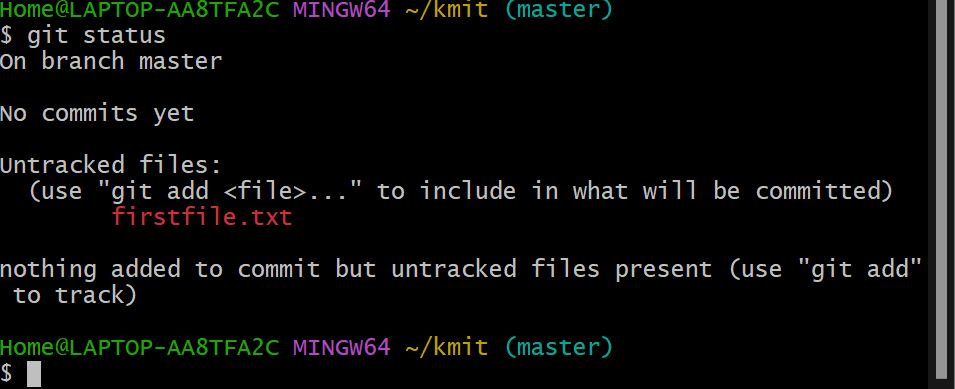 Home@LAPTOP-AA8TFA2C MINGW64 ~/kmit (master)
$ git status
On branch master
No commits yet
Untracked files:
(use "git add <file>..." to include in what will be committed)
firstfile.txt
nothing added to commit but untracked files present (use "git add"
to track)
Home@LAPTOP-AA8TFA2C MINGW64 ~/kmit (master)
$